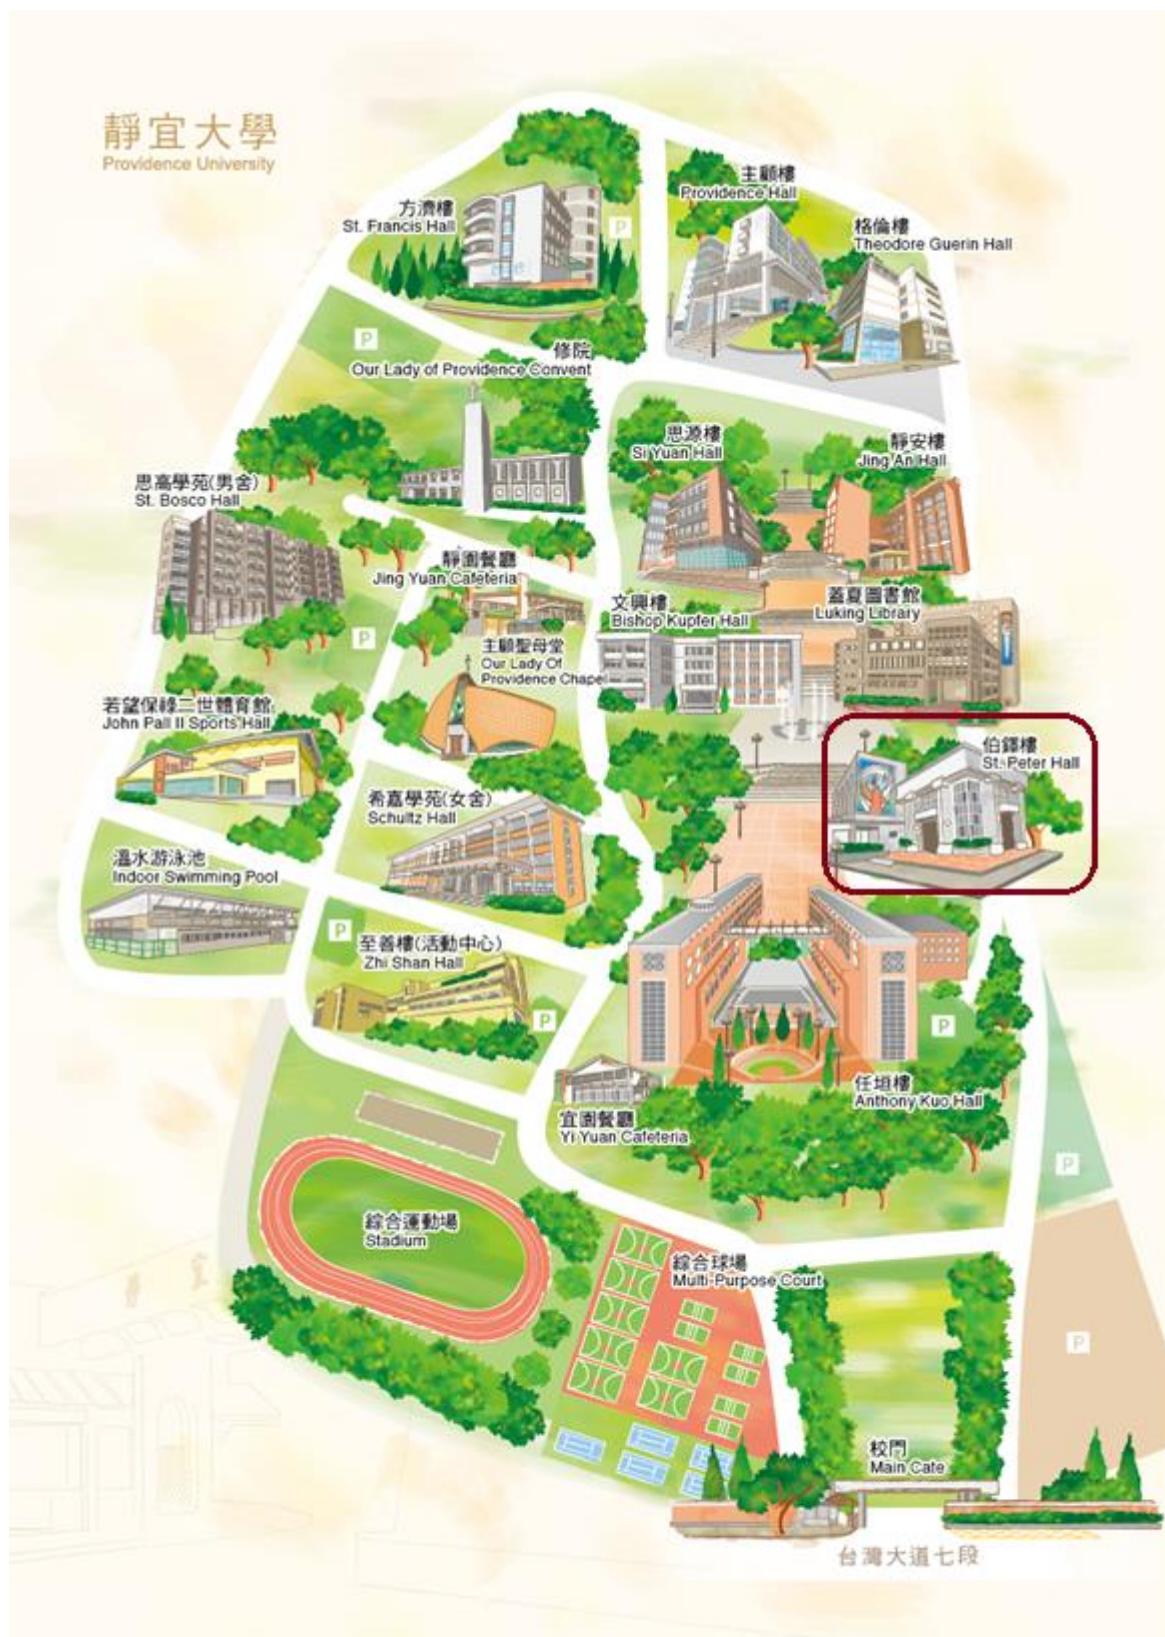 靜宜大學
Providence University
主顧樓
Providence Hall
方濟樓
St. Francis Hall
P
格倫樓
Theodore Guerin Hall
P
修院
Our Lady of Providence Convent
思源樓
Si Yuan Hall
靜安樓
Jing An Hall
思高學苑(男舍)
St. Bosco Hall
靜園餐廳
Jing Yuan Cafeteria
文興樓
Bishop Kupfer Hall
蓋夏圖書館
Luking Library
P
主顧聖母堂
Our Lady Of
Providence Chapel
若望保祿二世體育館
John Pall II Sports Hall
伯鐸樓
St. Peter Hall
希嘉學苑(女舍)
Schultz Hall
溫水游泳池
Indoor Swimming Pool
P
至善樓(活動中心)
Zhi Shan Hall
P
P
任垣樓
Anthony Kuo Hall
宜園餐廳
Yi Yuan Cafeteria
P
綜合運動場
Stadium
綜合球場
Multi-Purpose Court
P
校門
Main Gate
台灣大道七段